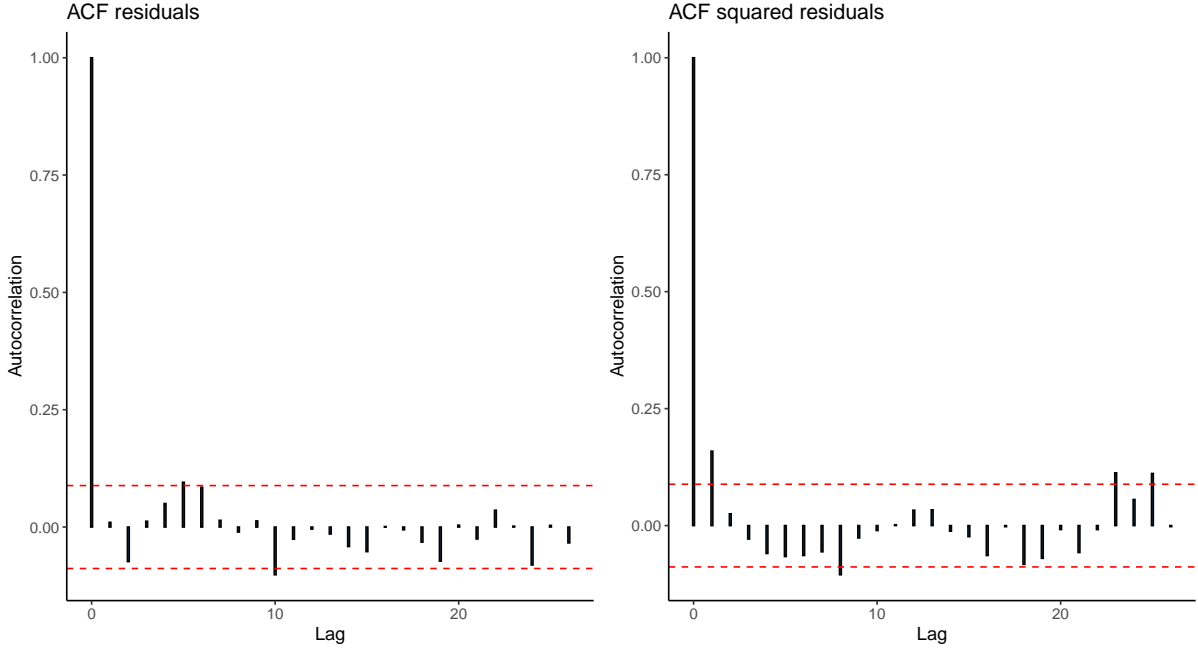 ACF residuals
Autocorrelation
1.00
0.75
0.50
0.25
0.00
0 10 20
Lag
ACF squared residuals
Autocorrelation
1.00
0.75
0.50
0.25
0.00
0 10 20
Lag